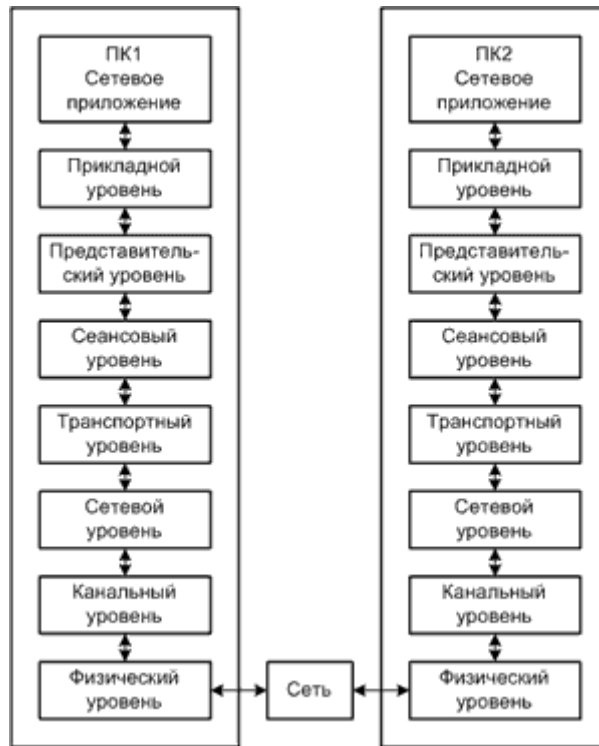 ПК1
Сетевое
приложение
Прикладной
уровень
Представитель-
ский уровень
Сеансовый
уровень
Транспортный
уровень
Сетевой
уровень
Канальный
уровень
Физический
уровень
Сеть
ПК2
Сетевое
приложение
Прикладной
уровень
Представитель-
ский уровень
Сеансовый
уровень
Транспортный
уровень
Сетевой
уровень
Канальный
уровень
Физический
уровень